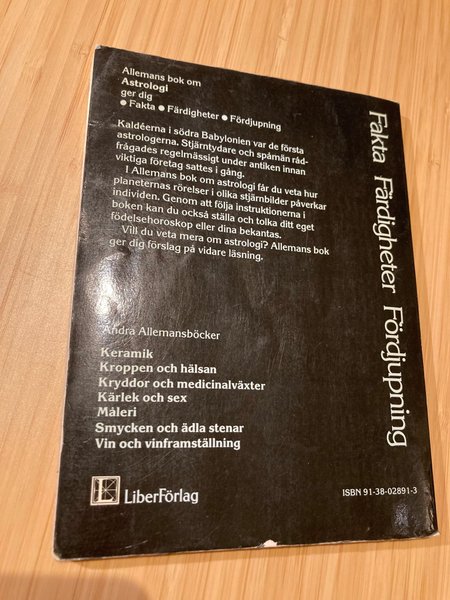 Allemans bok om
Astrologi
ger dig
● Fakta ● Färdigheter ● Fördjupning
Kaldéerna i södra Babylonien var de första
astrologerna. Stjärntydare och spåmän råd-
frågades regelmässigt under antiken innan
viktiga företag sattes i gång.
I Allemans bok om astrologi får du veta hur
planeternas rörelser i olika stjärnbilder påverkar
individen. Genom att följa instruktionerna i
boken kan du också ställa och tolka ditt eget
födelsehoroskop eller dina bekantas.
Vill du veta mera om astrologi? Allemans bok
ger dig förslag på vidare läsning.
Andra Allemansböcker
Keramik
Kroppen och hälsan
Kryddor och medicinalväxter
Kärlek och sex
Måleri
Smycken och ädla stenar
Vin och vinframställning
L LiberFörlag
ISBN 91-38-02891-3
Fakta Färdigheter Fördjupning